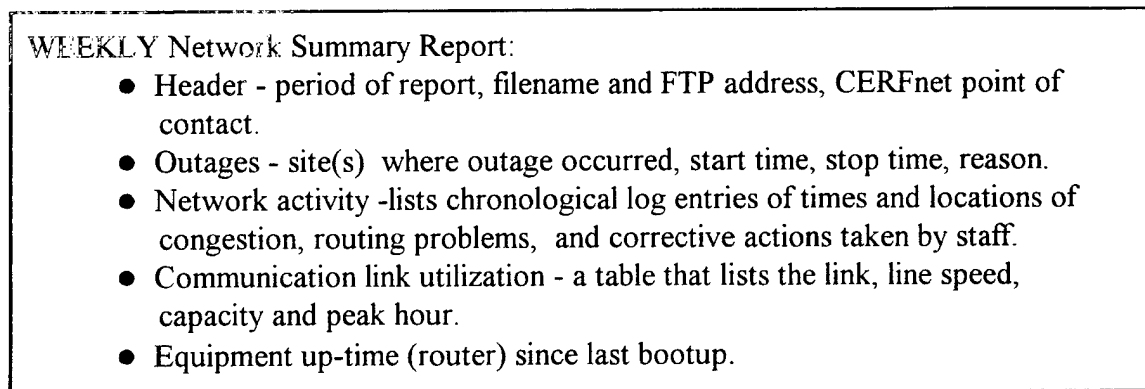 WEEKLY Network Summary Report:
● Header - period of report, filename and FTP address, CERFnet point of
contact.
● Outages - site(s) where outage occurred, start time, stop time, reason.
● Network activity -lists chronological log entries of times and locations of
congestion, routing problems, and corrective actions taken by staff.
● Communication link utilization - a table that lists the link, line speed,
capacity and peak hour.
● Equipment up-time (router) since last bootup.